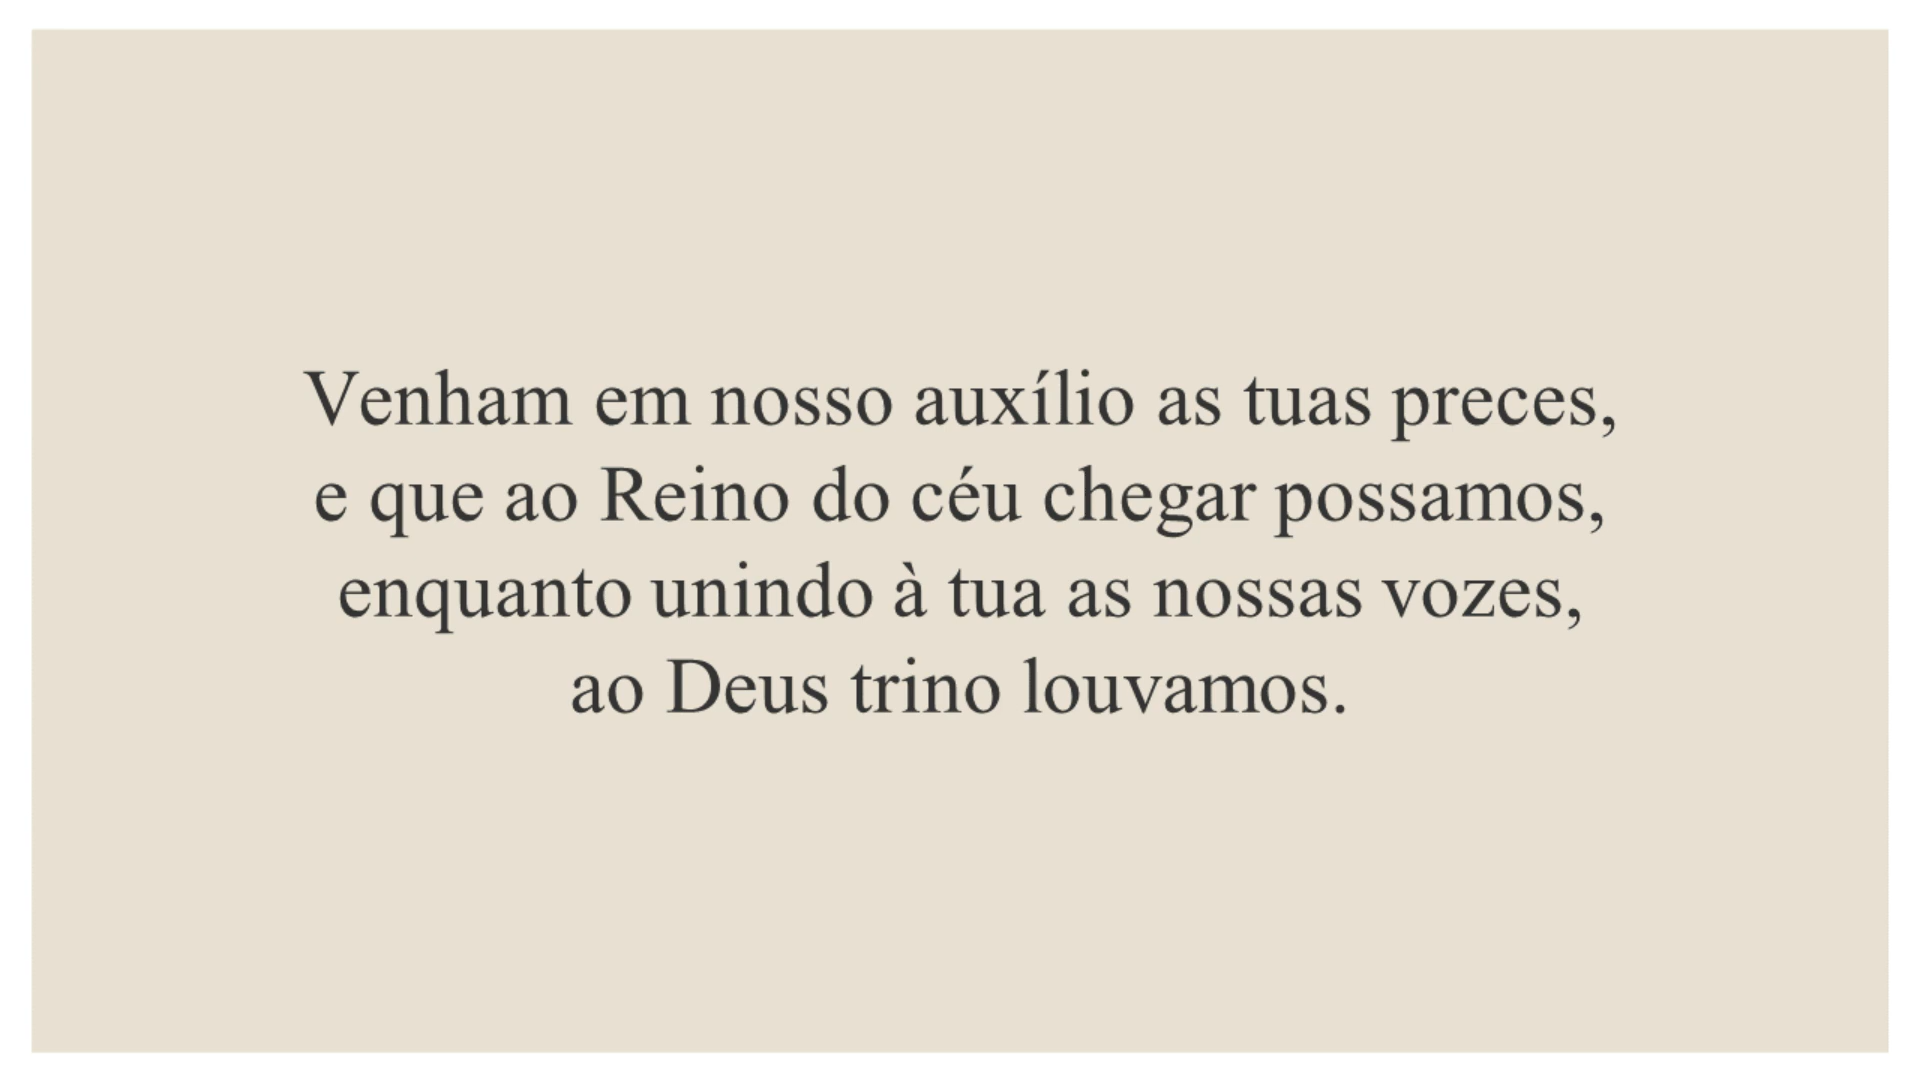 Venham em nosso auxílio as tuas preces,
e que ao Reino do céu chegar possamos,
enquanto unindo à tua as nossas vozes,
ao Deus trino louvamos.